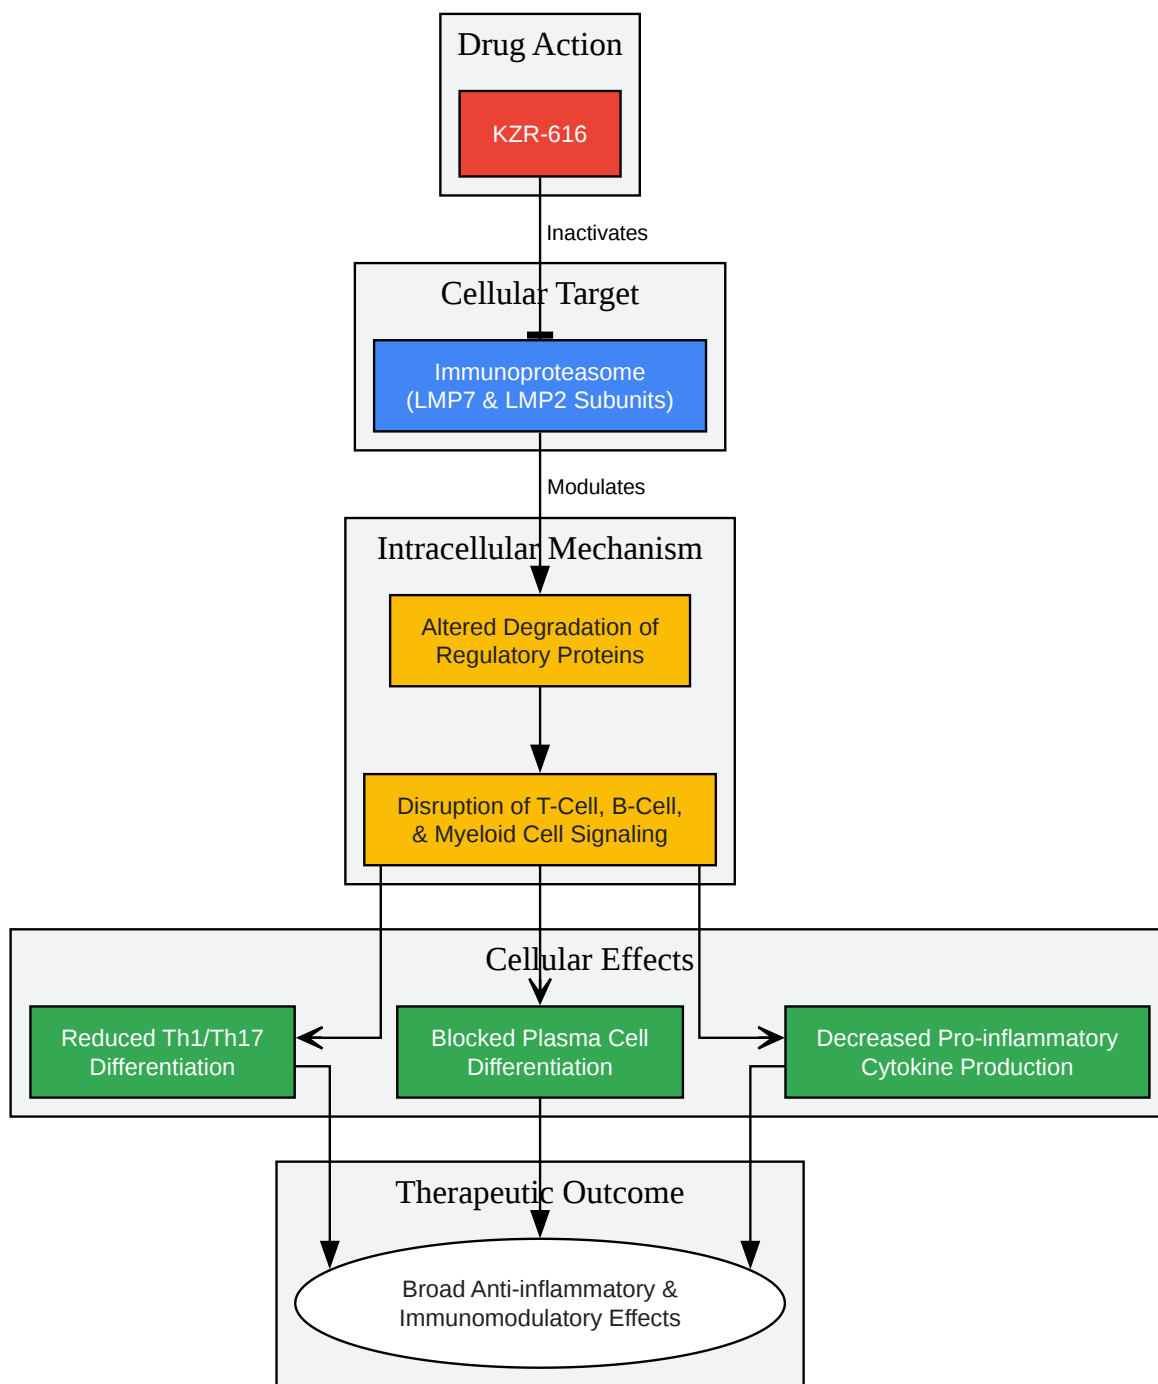 Drug Action
KZR-616
Inactivates
Cellular Target
Immunoproteasome
(LMP7 & LMP2 Subunits)
Modulates
Intracellular Mechanism
Altered Degradation of
Regulatory Proteins
Disruption of T-Cell, B-Cell,
& Myeloid Cell Signaling
Cellular Effects
Reduced Th1/Th17
Differentiation
Blocked Plasma Cell
Differentiation
Decreased Pro-inflammatory
Cytokine Production
Therapeutic Outcome
Broad Anti-inflammatory &
Immunomodulatory Effects